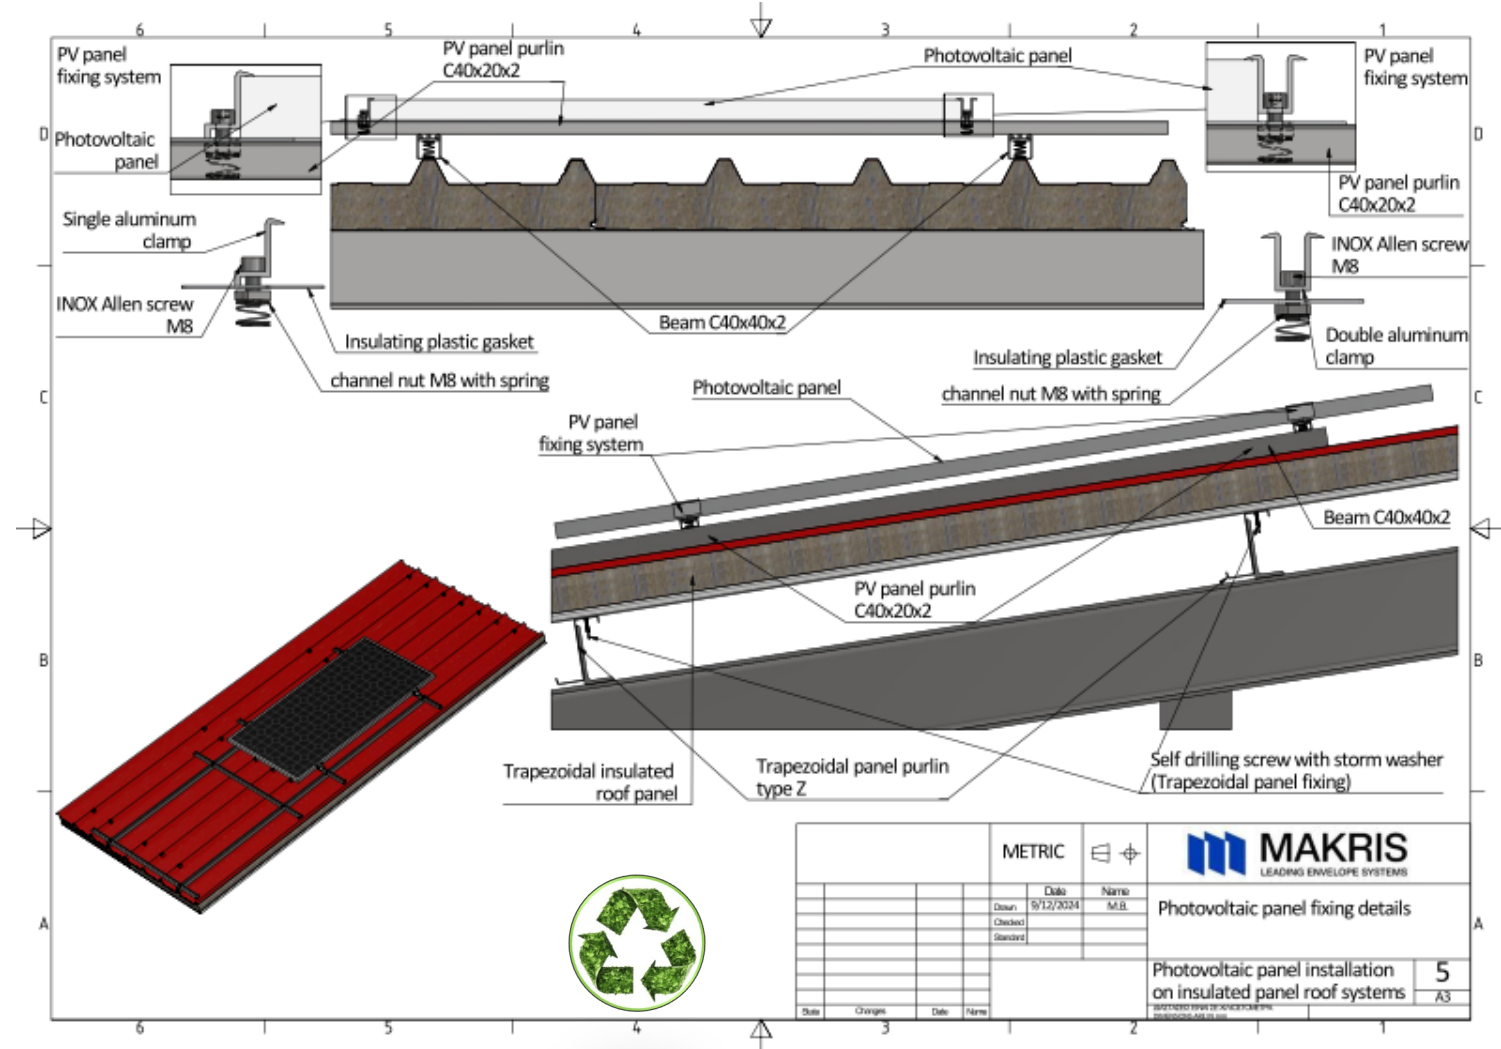 6
5
4
3
2
1
PV panel
fixing system
PV panel purlin
C40x20x2
Photovoltaic panel
PV panel
fixing system
D
D
Photovoltaic
panel
PV panel purlin
C40x20x2
Single aluminum
clamp
INOX Allen screw
M8
INOX Allen screw
M8
Beam C40x40x2
Insulating plastic gasket
Double aluminum
clamp
Insulating plastic gasket
channel nut M8 with spring
channel nut M8 with spring
Photovoltaic panel
C
C
PV panel
fixing system
Beam C40x40x2
PV panel purlin
C40x20x2
B
B
Trapezoidal insulated
roof panel
Trapezoidal panel purlin
type Z
Self drilling screw with storm washer
(Trapezoidal panel fixing)
METRIC
MAKRIS
LEADING ENVELOPE SYSTEMS
Date
Name
Drawn
9/12/2024
M.B.
Checked
Standard
Photovoltaic panel fixing details
A
A
Photovoltaic panel installation
on insulated panel roof systems
5
A3
State
Changes
Date
Name
6
5
4
3
2
1